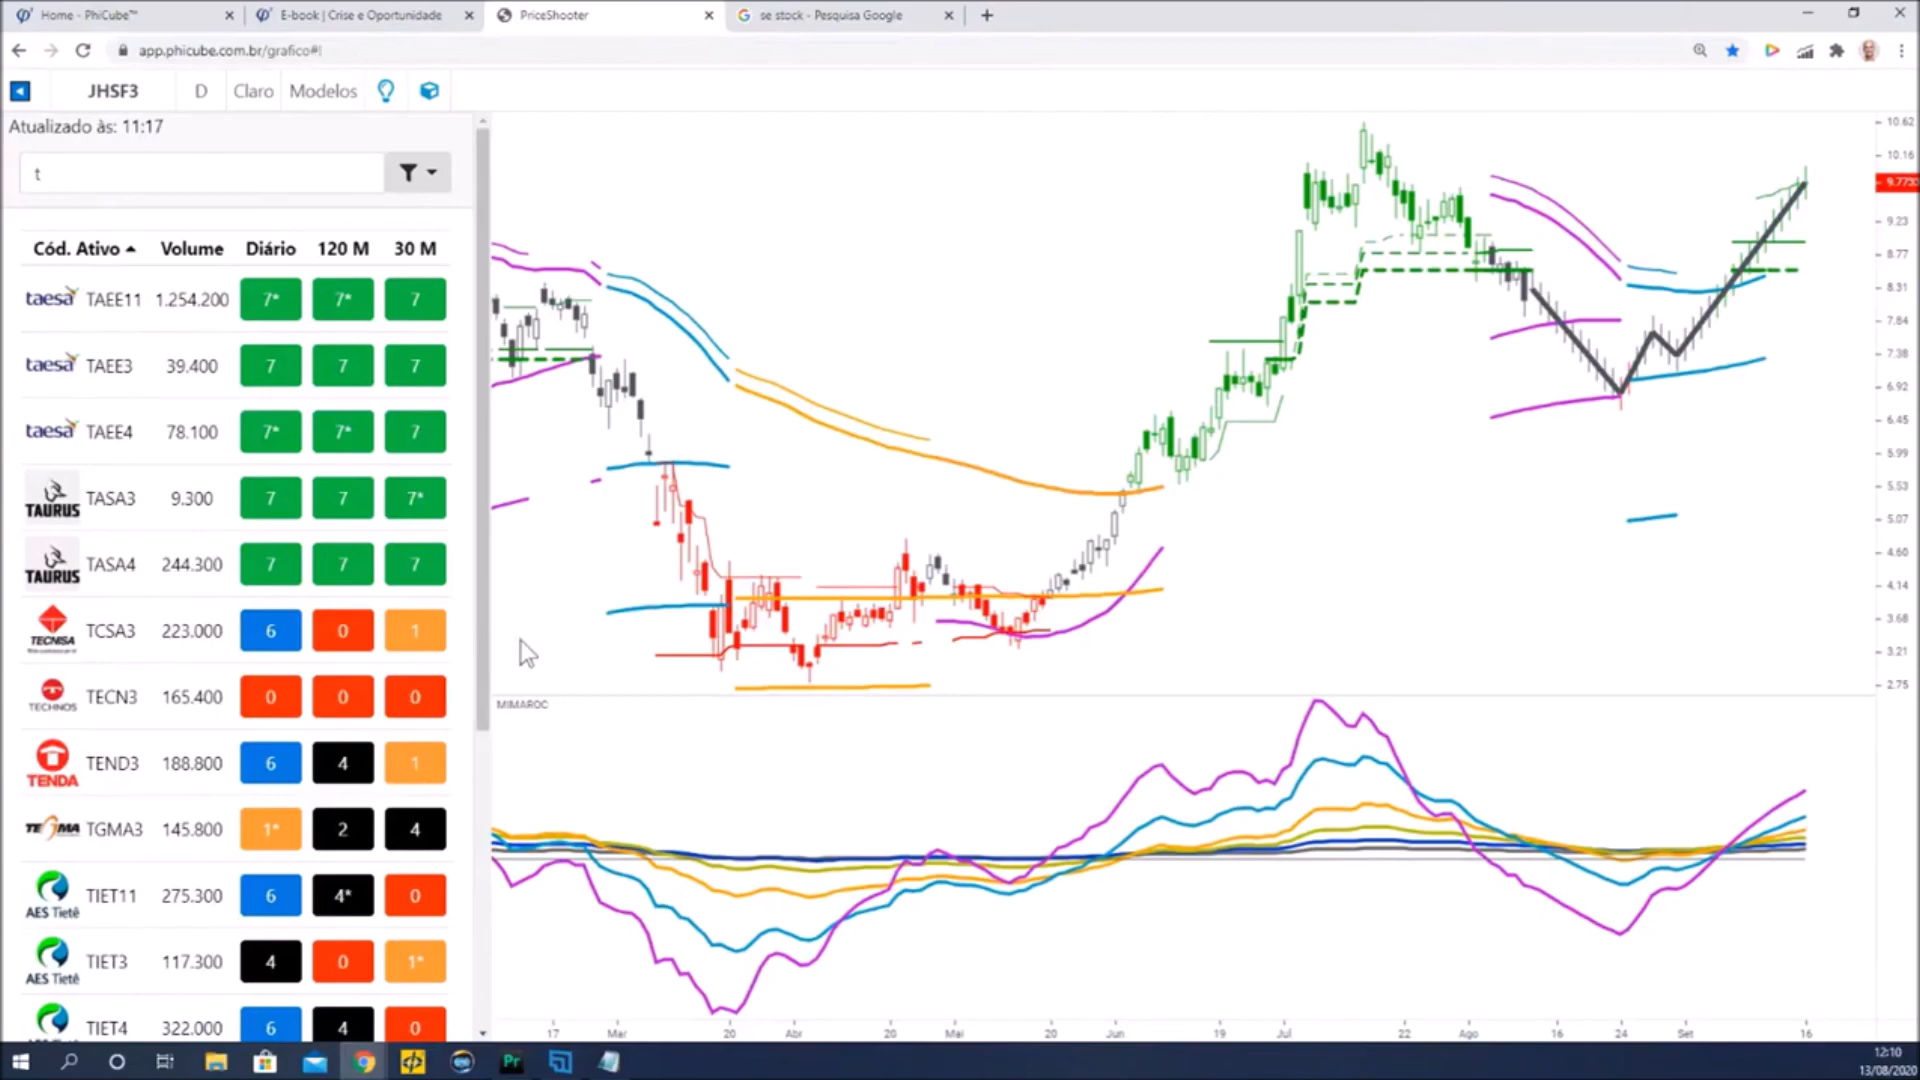 Home - PhiCube™
E-book | Crise e Oportunidade
PriceShooter
se stock - Pesquisa Google
app.phicube.com.br/grafico#!
JHSF3
D
Claro
Modelos
Atualizado às: 11:17
t
Cód. Ativo Volume Diário 120 M 30 M
taesa TAEE11 1.254.200 7* 7* 7
taesa TAEE3 39.400 7 7 7
taesa TAEE4 78.100 7* 7* 7
TAURUS TASA3 9.300 7 7 7*
TAURUS TASA4 244.300 7 7 7
TECNISA TCSA3 223.000 6 0 1
TECHNOS TECN3 165.400 0 0 0
TENDA TEND3 188.800 6 4 1
TEGMA TGMA3 145.800 1* 2 4
AES Tietê TIET11 275.300 6 4* 0
AES Tietê TIET3 117.300 4 0 1*
TIET4 322.000 6 4 0
10.62
10.16
9.7733
9.23
8.77
8.31
7.84
7.38
6.92
6.45
5.99
5.53
5.07
4.60
4.14
3.68
3.21
2.75
MIMAROC
17 Mar 20 Abr 20 Mai 20 Jun 19 Jul 22 Ago 16 24 Set 16
Pr
12:10
13/08/2020